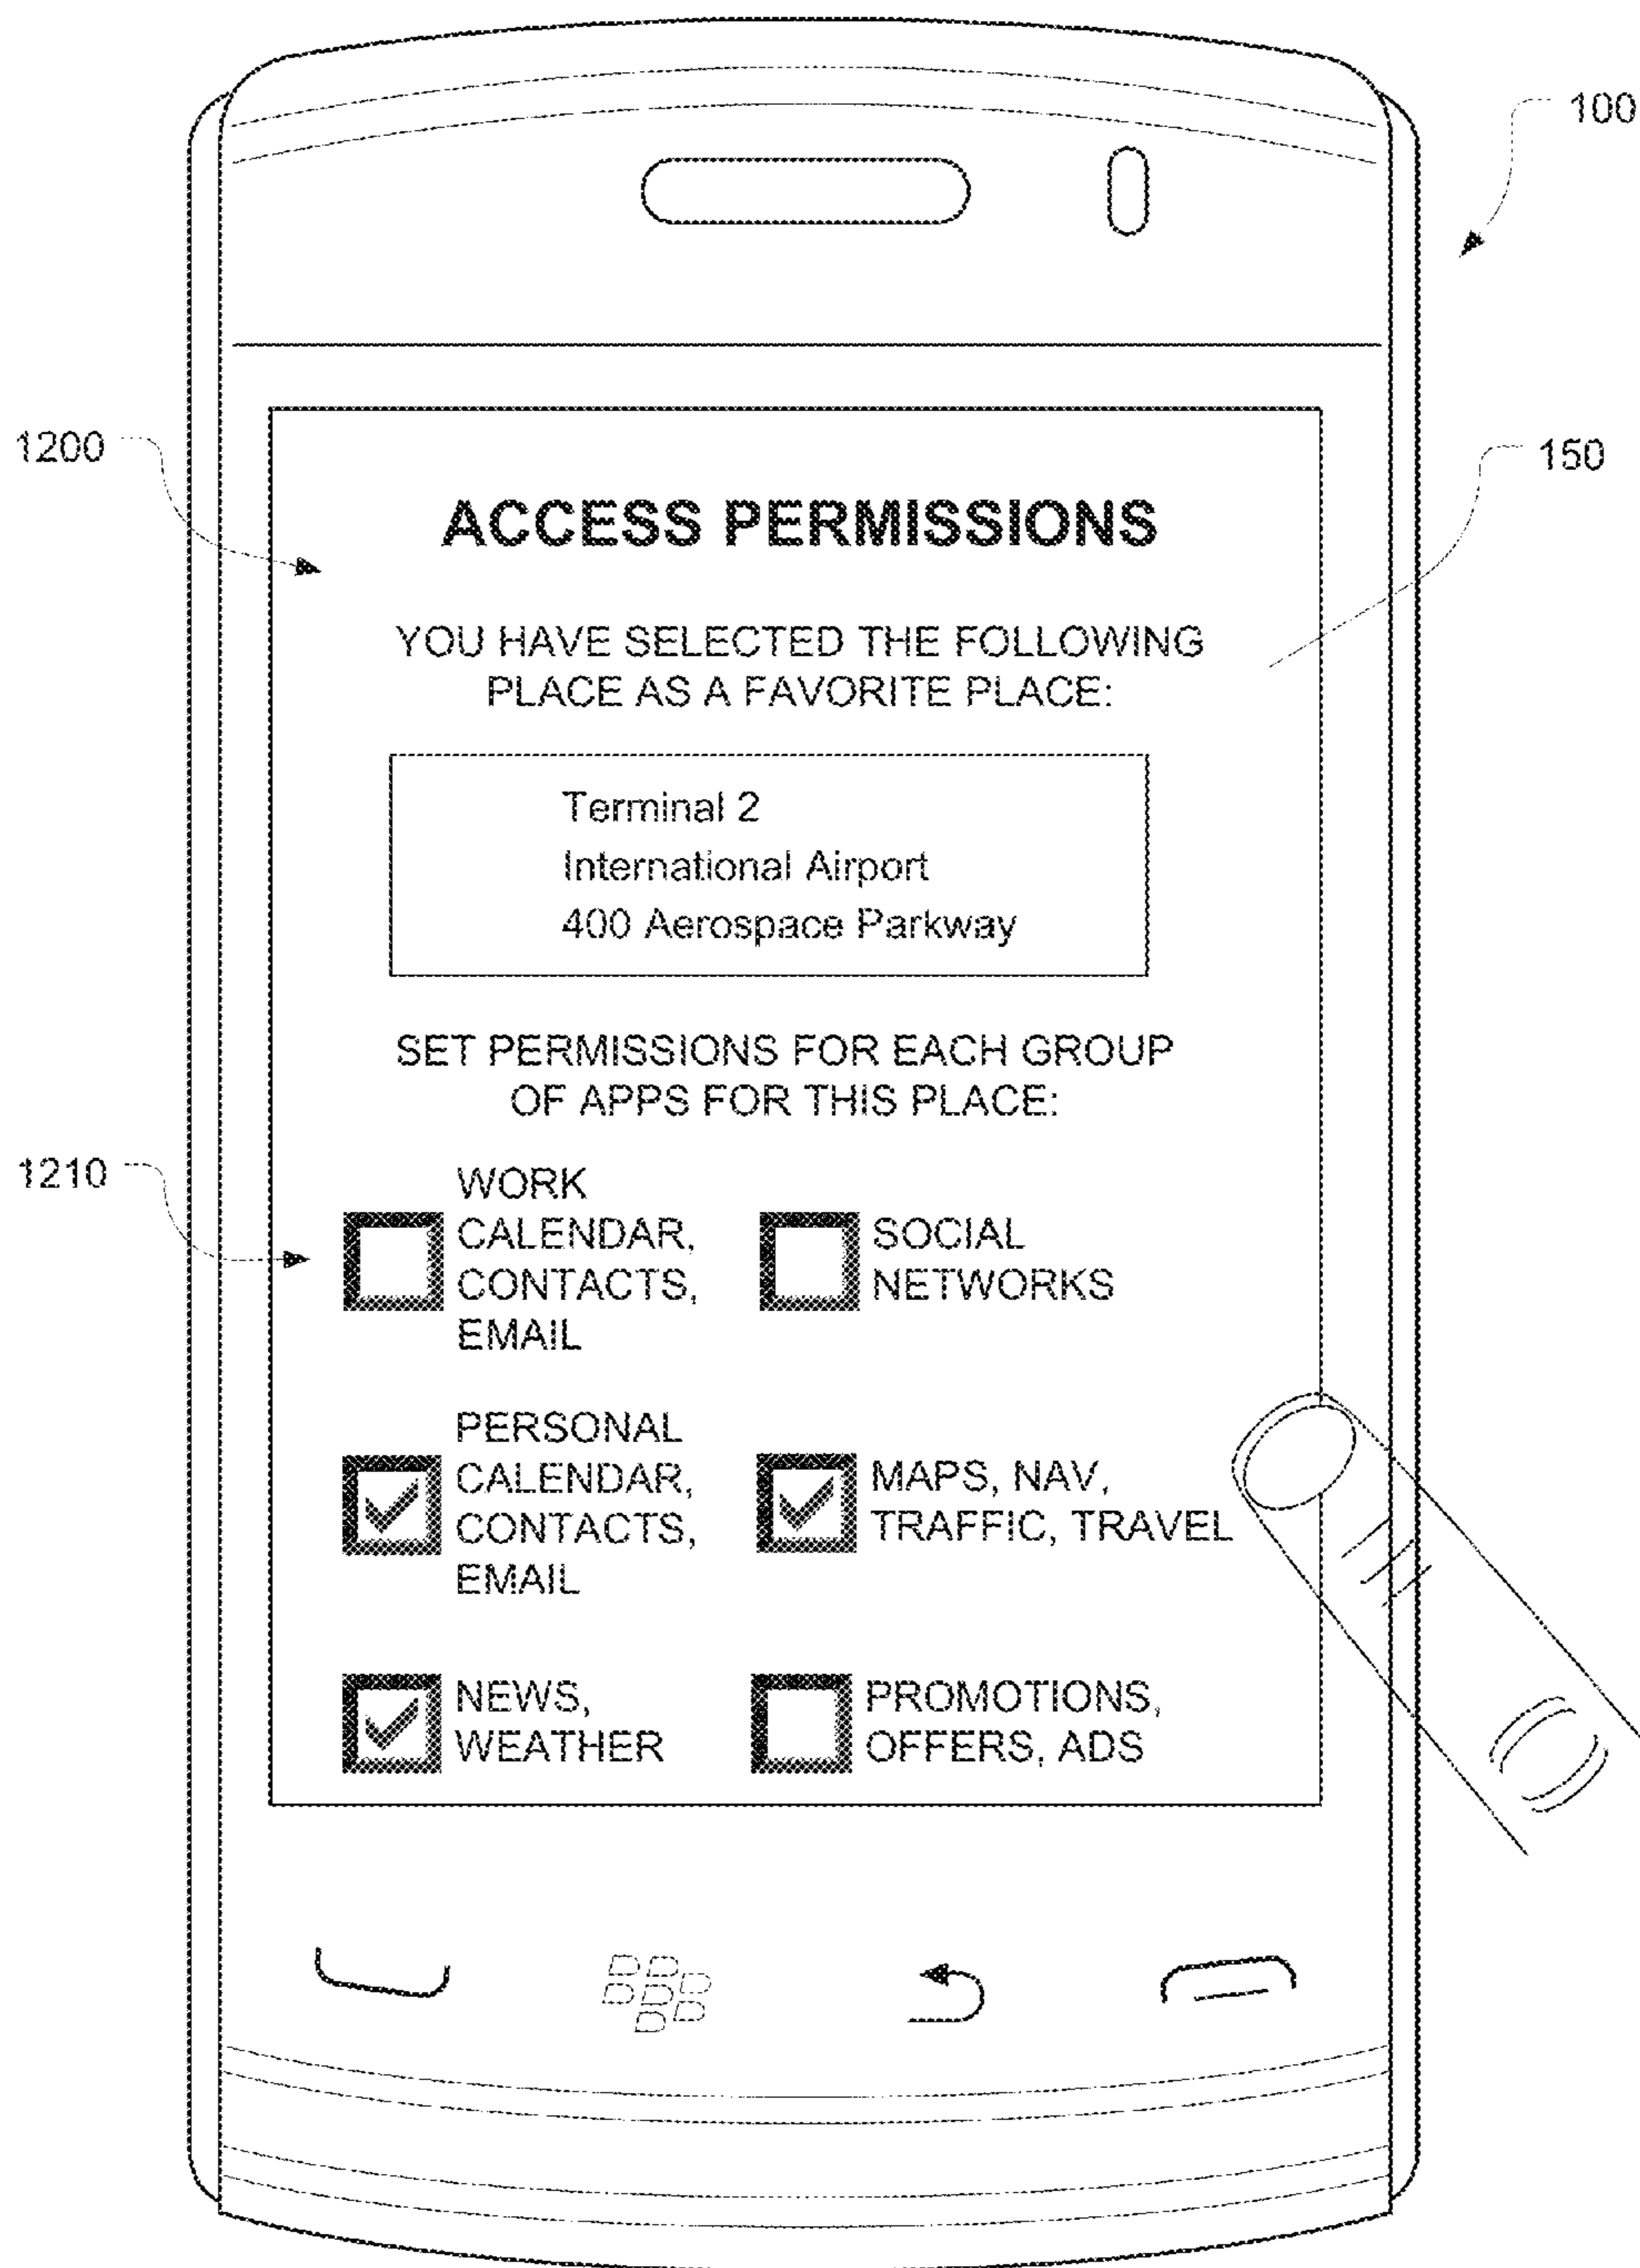 100
1200
150
ACCESS PERMISSIONS
YOU HAVE SELECTED THE FOLLOWING
PLACE AS A FAVORITE PLACE:
Terminal 2
International Airport
400 Aerospace Parkway
SET PERMISSIONS FOR EACH GROUP
OF APPS FOR THIS PLACE:
1210
WORK
CALENDAR,
CONTACTS,
EMAIL
SOCIAL
NETWORKS
PERSONAL
CALENDAR,
CONTACTS,
EMAIL
MAPS, NAV,
TRAFFIC, TRAVEL
NEWS,
WEATHER
PROMOTIONS,
OFFERS, ADS